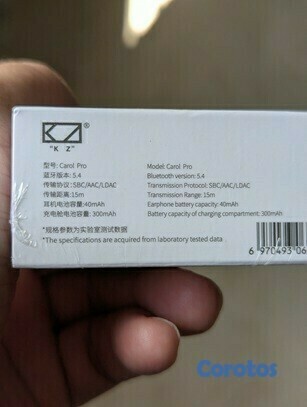 KZ®
"K Z"
型号: Carol Pro
蓝牙版本: 5.4
传输协议: SBC/AAC/LDAC
传输距离: 15m
耳机电池容量: 40mAh
充电舱电池容量: 300mAh
*规格参数为实验室测试数据
Model: Carol Pro
Bluetooth version: 5.4
Transmission Protocol: SBC/AAC/LDAC
Transmission Range: 15m
Earphone battery capacity: 40mAh
Battery capacity of charging compartment: 300mAh
*The specifications are acquired from laboratory tested data
6 970493 06
Corotos